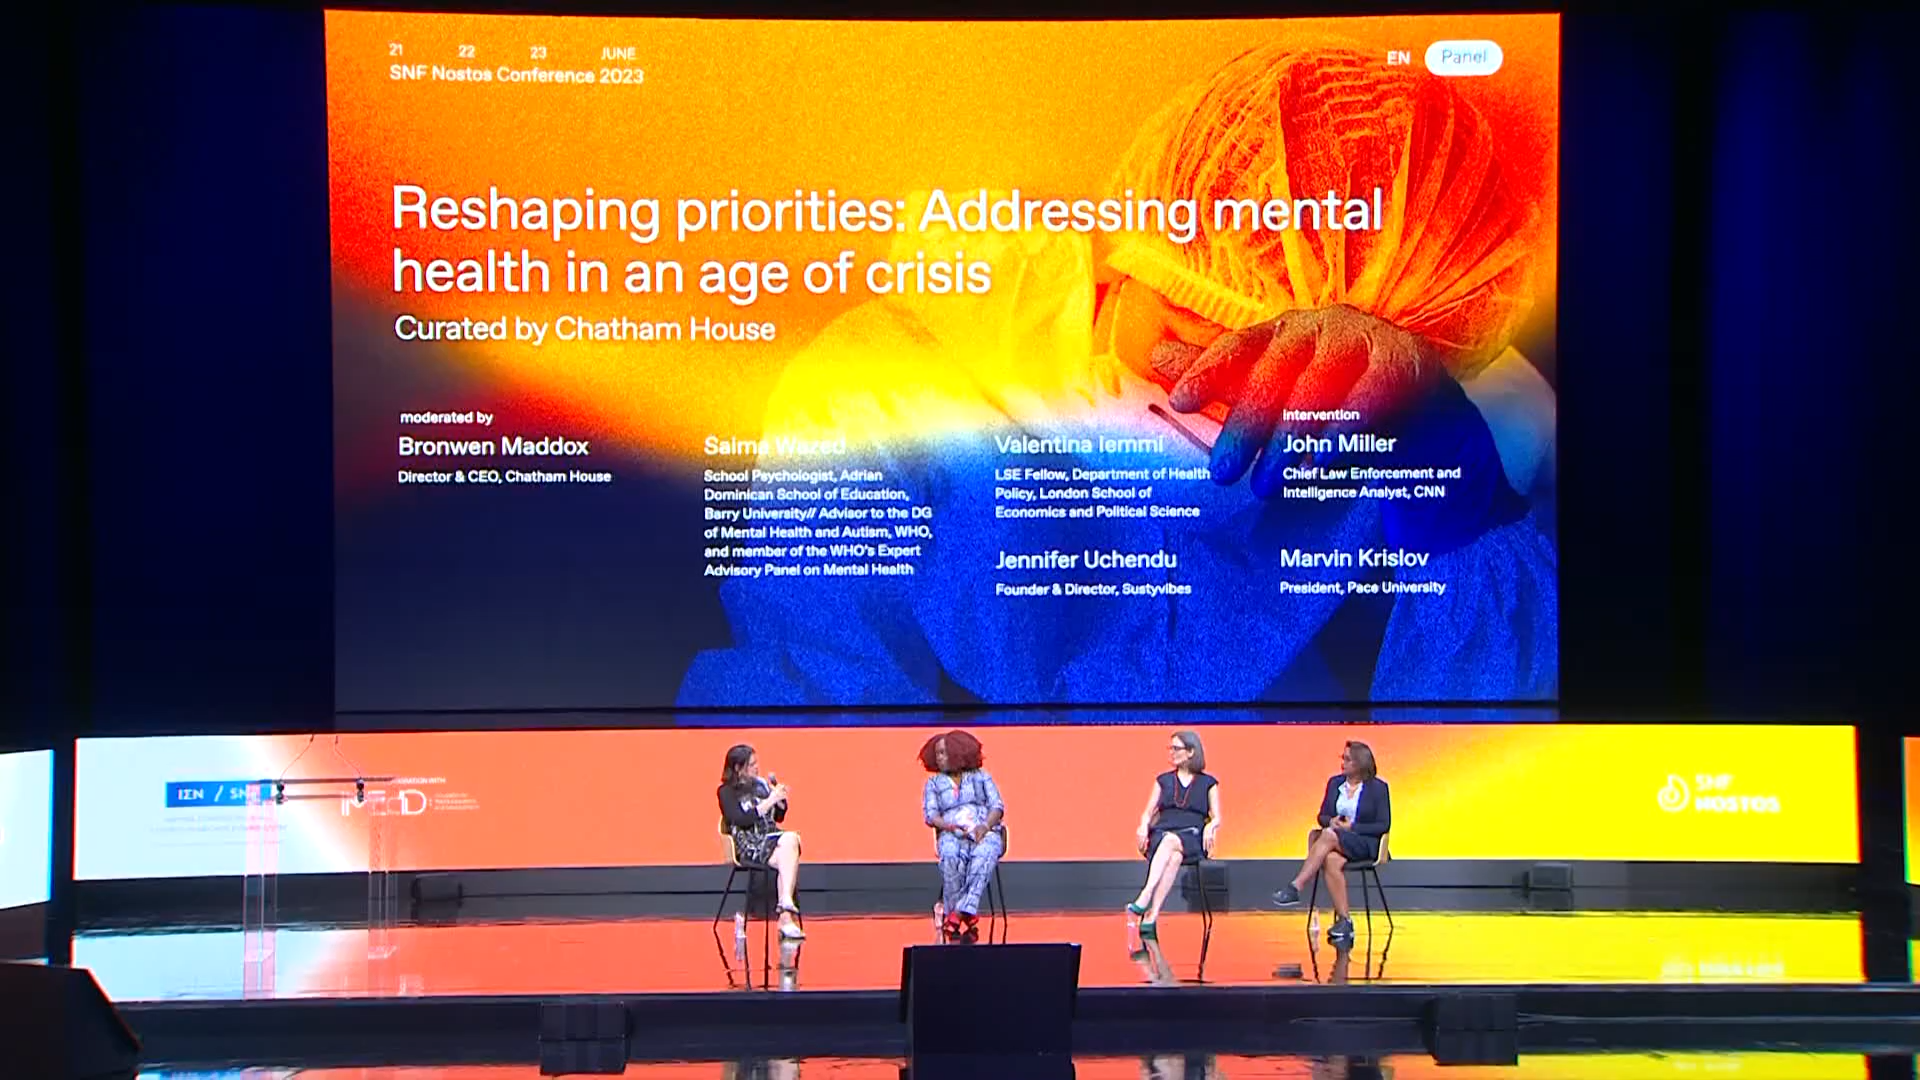 21 22 23 JUNE
SNF Nostos Conference 2023
EN Panel
Reshaping priorities: Addressing mental
health in an age of crisis
Curated by Chatham House
moderated by
Bronwen Maddox
Director & CEO, Chatham House
Saima Wazed
School Psychologist, Adrian
Dominican School of Education,
Barry University// Advisor to the DG
of Mental Health and Autism, WHO,
and member of the WHO's Expert
Advisory Panel on Mental Health
Valentina Iemmi
LSE Fellow, Department of Health
Policy, London School of
Economics and Political Science
Jennifer Uchendu
Founder & Director, Sustyvibes
intervention
John Miller
Chief Law Enforcement and
Intelligence Analyst, CNN
Marvin Krislov
President, Pace University
ΙΣΝ / SN
SNF
NOSTOS